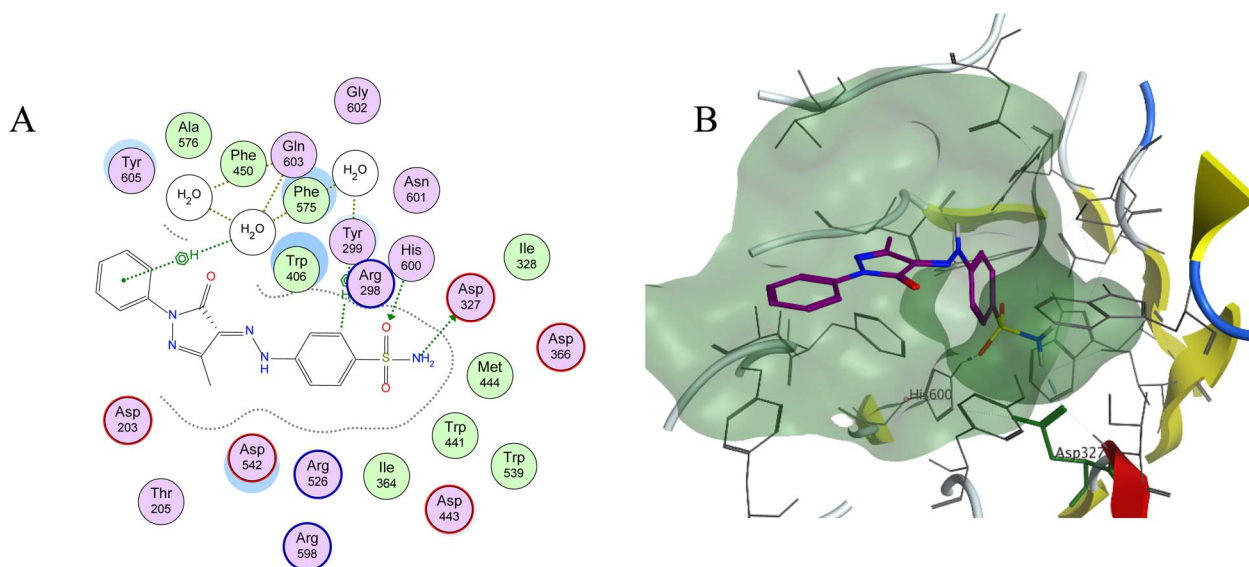 A
B
Gly
602
Ala
576
Gln
603
Tyr
605
Phe
450
H₂O
H₂O
Phe
575
Asn
601
H₂O
Tyr
299
His
600
Ile
328
H
Trp
406
Arg
298
Asp
327
H
O
O
N
N
N
N
H
S
NH₂
O
Asp
366
Met
444
Asp
203
Trp
441
Asp
542
Arg
526
Ile
364
Trp
539
Thr
205
Asp
443
Arg
598
His600
Asp327